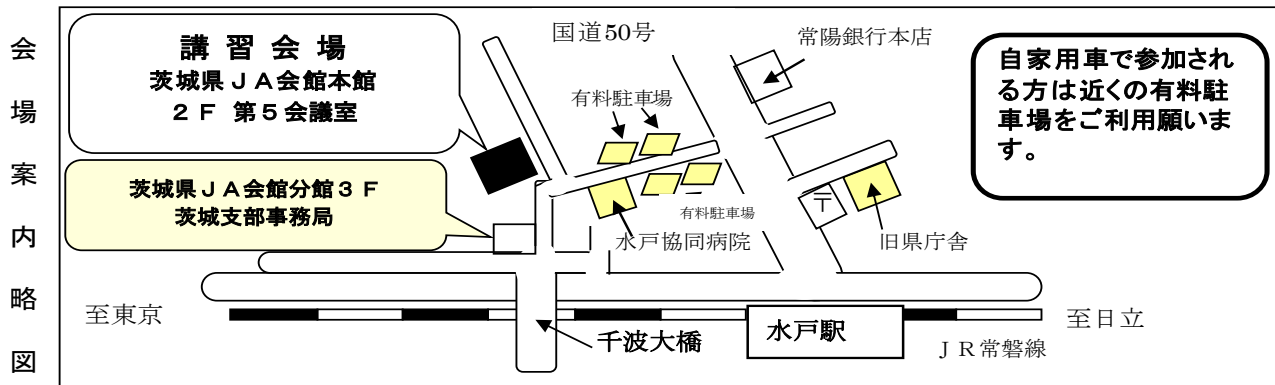 会場案内略図
講習会場
茨城県ＪＡ会館本館
２Ｆ 第５会議室
茨城県ＪＡ会館分館３Ｆ
茨城支部事務局
国道50号
常陽銀行本店
有料駐車場
自家用車で参加され
る方は近くの有料駐
車場をご利用願いま
す。
〒
有料駐車場
水戸協同病院
旧県庁舎
至東京
千波大橋
水戸駅
至日立
ＪＲ常磐線